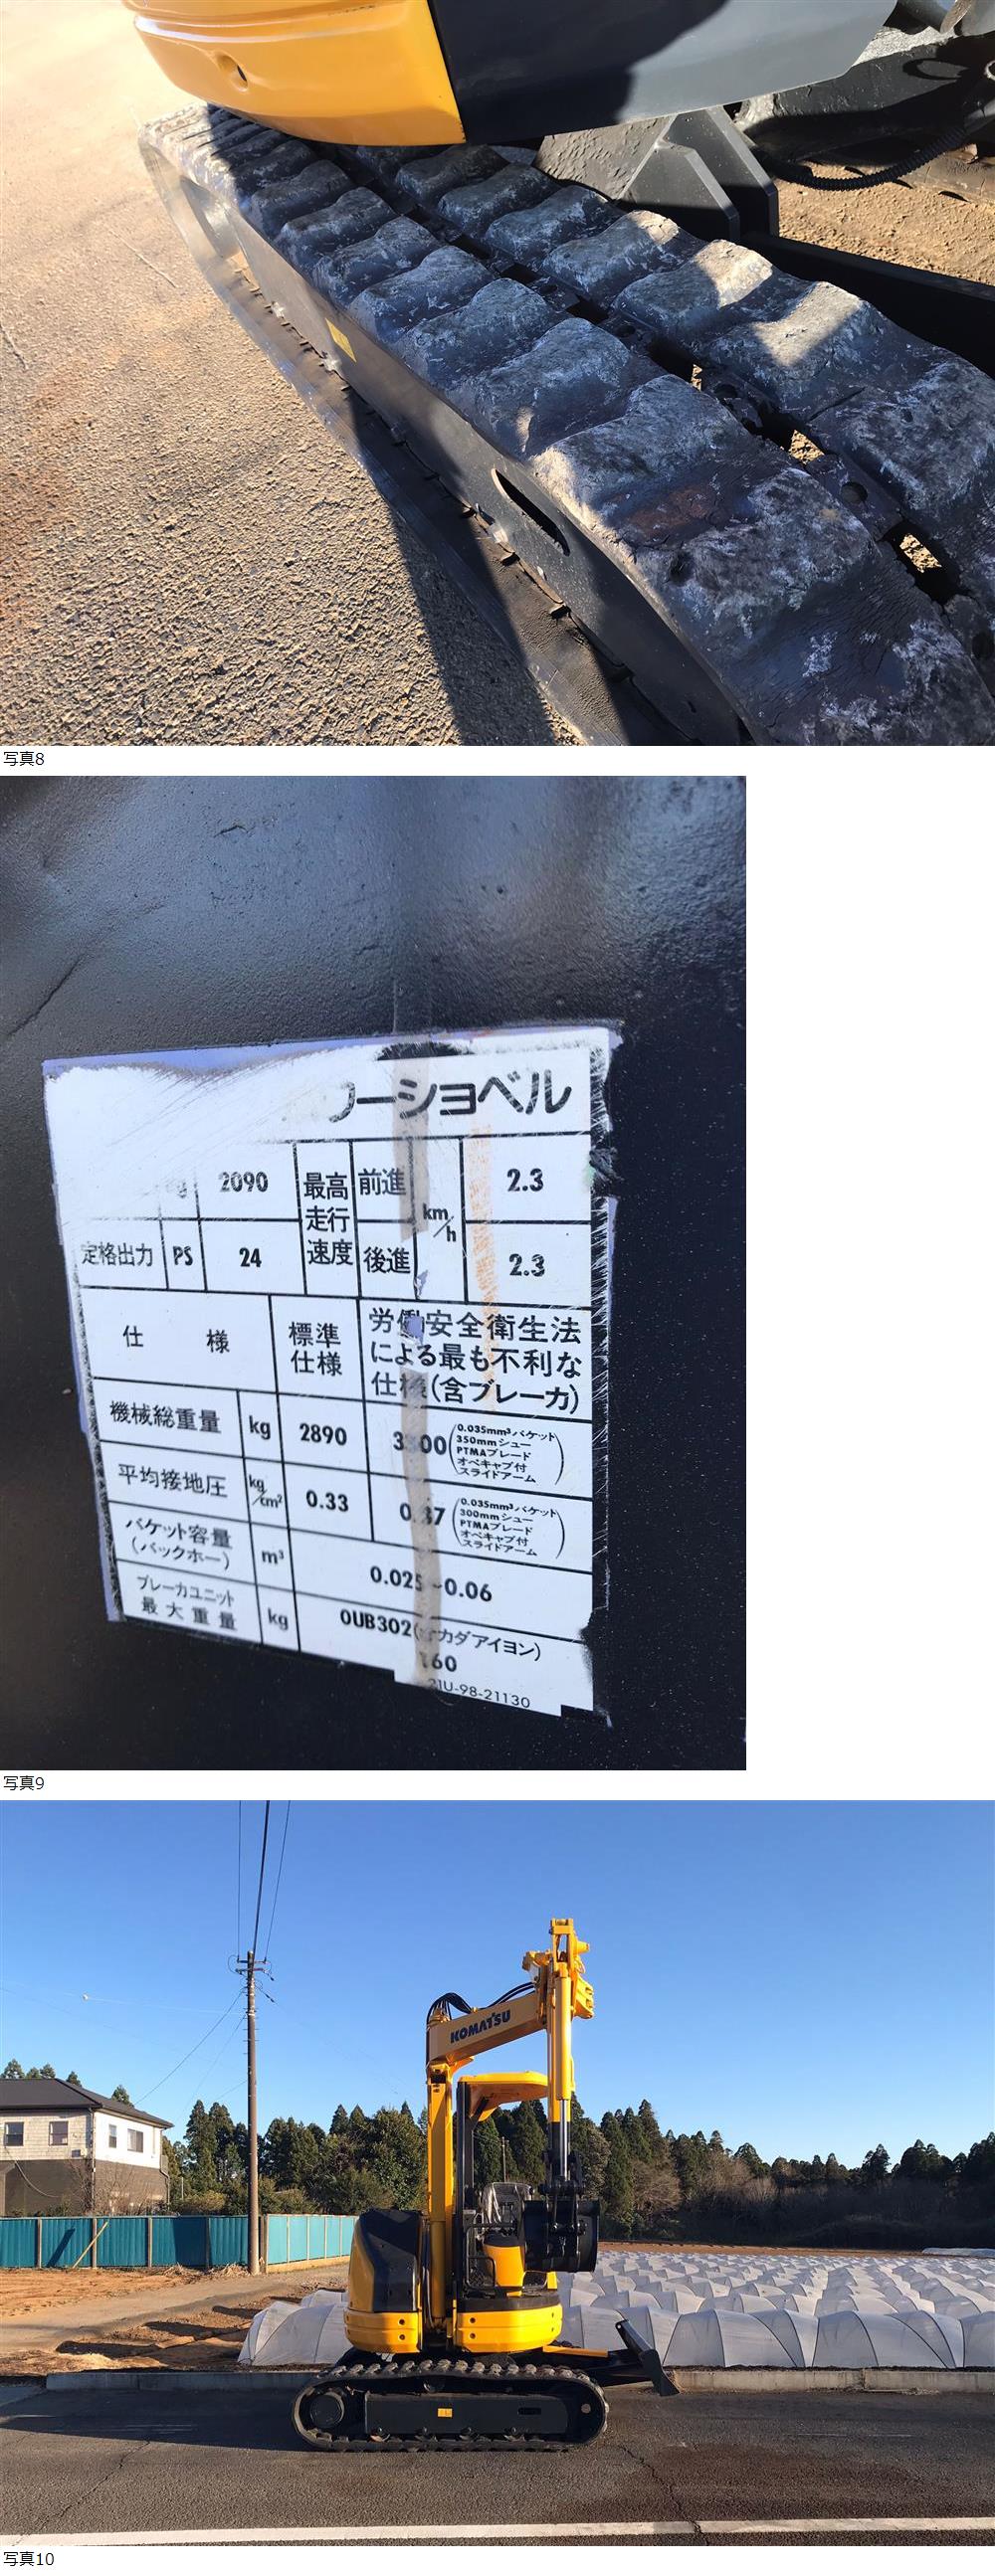 写真8
ーショベル
2090 最高走行速度 前進 km/h 2.3
定格出力 PS 24 後進 2.3
仕様 標準仕様 労働安全衛生法による最も不利な仕様(含ブレーカ)
機械総重量 kg 2890 (0.035mm³バケット 350mmシュー PTMAブレード オペキャブ付 スライドアーム)
平均接地圧 kg/cm² 0.33 (0.035mm³バケット 300mmシュー PTMAブレード オペキャブ付 スライドアーム)
バケット容量(バックホー) m³ 0.025~0.06
ブレーカユニット最大重量 kg OUB302(オカダアイヨン)
21U-98-21130
写真9
KOMATSU
写真10